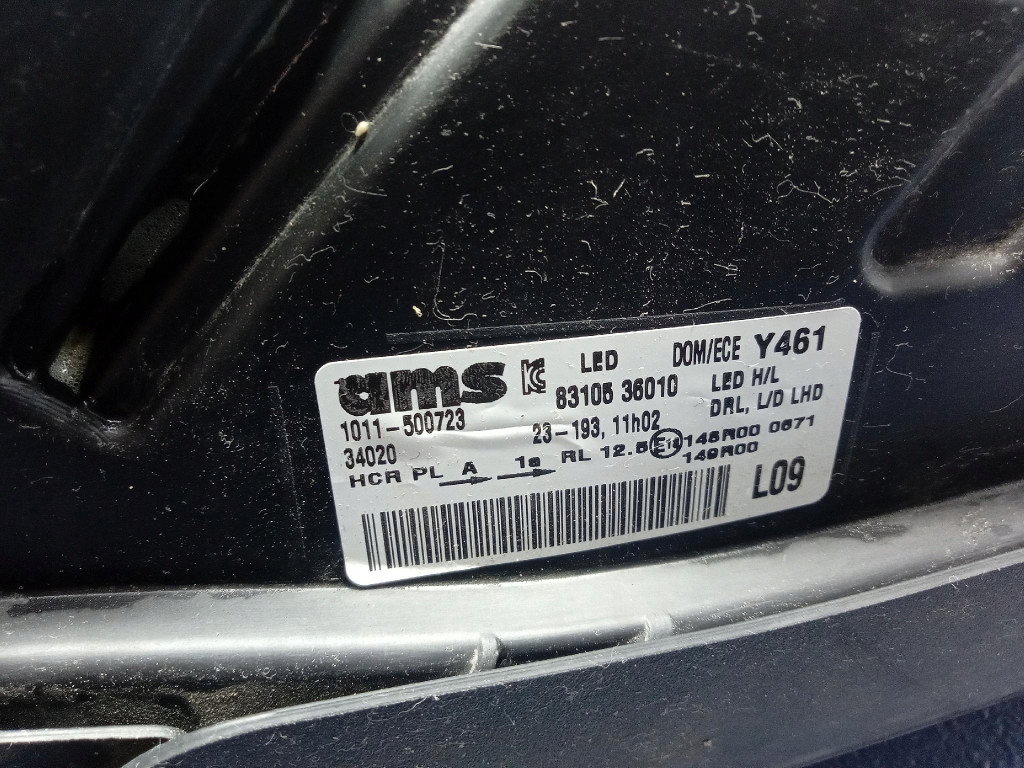 ams KC LED DOM/ECE Y461
83105 36010 LED H/L
1011-500723 23-193, 11h02 DRL, L/D LHD
34020
HCR PL A 1a RL 12.5 148R00 0671
149R00
L09